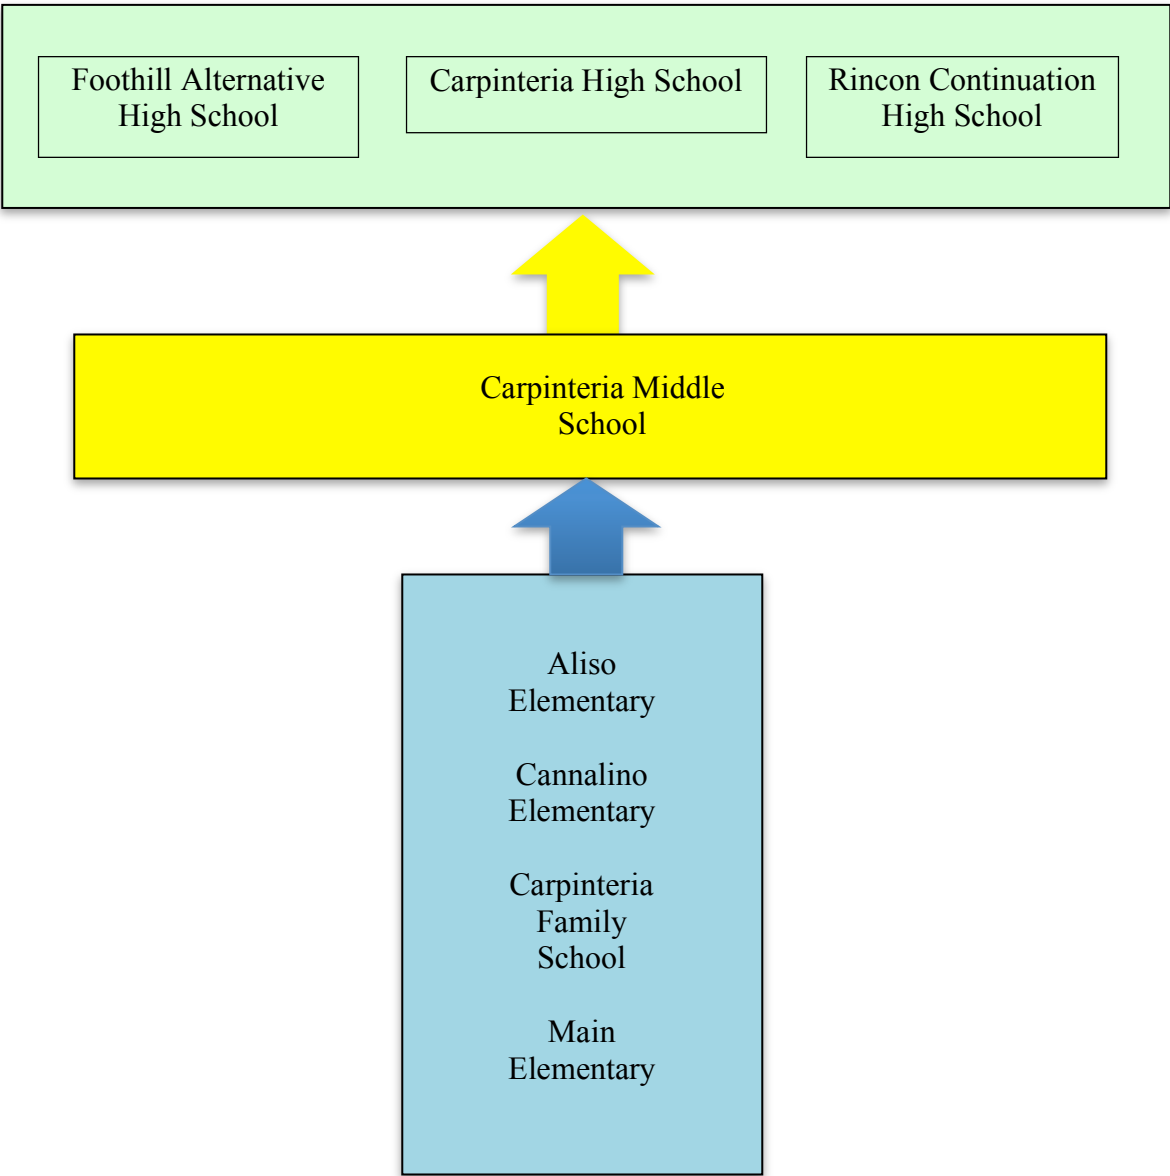 Foothill Alternative
High School
Carpinteria High School
Rincon Continuation
High School
Carpinteria Middle
School
Aliso
Elementary
Cannalino
Elementary
Carpinteria
Family
School
Main
Elementary